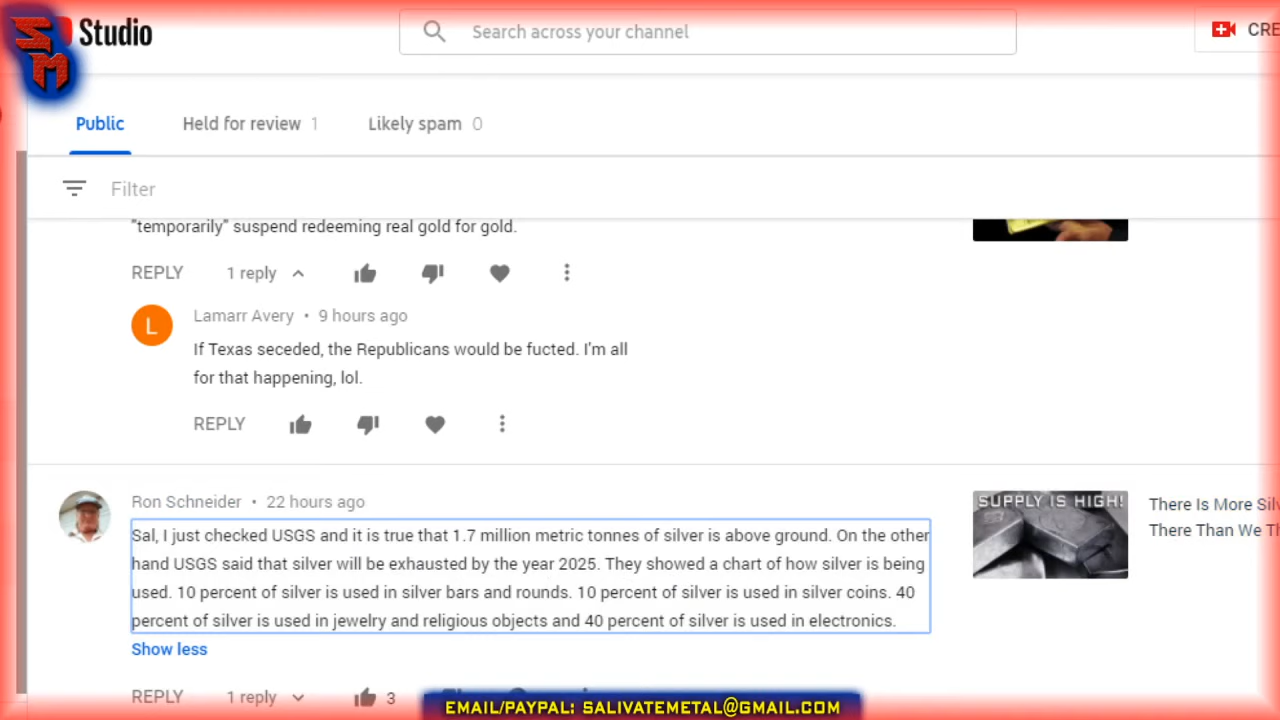 SM
Studio
Search across your channel
CRE
Public
Held for review 1
Likely spam 0
Filter
"temporarily" suspend redeeming real gold for gold.
REPLY
1 reply
L
Lamarr Avery • 9 hours ago
If Texas seceded, the Republicans would be fucted. I'm all
for that happening, lol.
REPLY
Ron Schneider • 22 hours ago
Sal, I just checked USGS and it is true that 1.7 million metric tonnes of silver is above ground. On the other
hand USGS said that silver will be exhausted by the year 2025. They showed a chart of how silver is being
used. 10 percent of silver is used in silver bars and rounds. 10 percent of silver is used in silver coins. 40
percent of silver is used in jewelry and religious objects and 40 percent of silver is used in electronics.
Show less
SUPPLY IS HIGH!
There Is More Silv
There Than We Th
REPLY
1 reply
3
EMAIL/PAYPAL: SALIVATEMETAL@GMAIL.COM